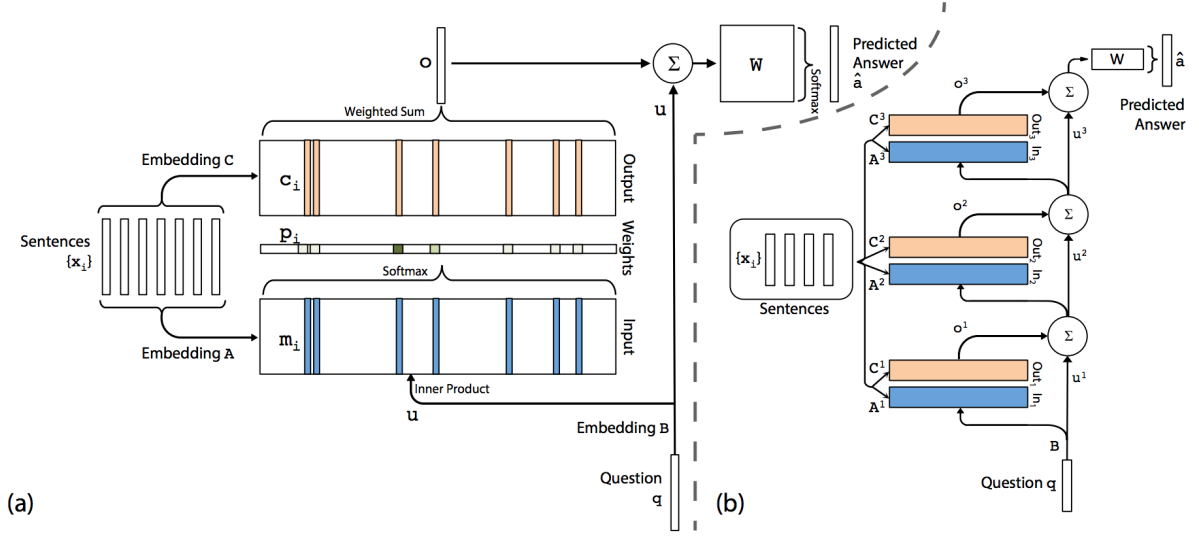 o
Σ
W
Softmax
Predicted
Answer
â
u
Weighted Sum
Embedding C
c_i
Output
Sentences
{x_i}
p_i
Weights
Softmax
m_i
Input
Embedding A
Inner Product
u
Embedding B
Question
q
(a)
W
â
Predicted
Answer
Σ
o³
u³
C³
A³
Out₃
In₃
Σ
o²
u²
C²
A²
Out₂
In₂
{x_i}
Sentences
Σ
o¹
u¹
C¹
A¹
Out₁
In₁
B
Question q
(b)